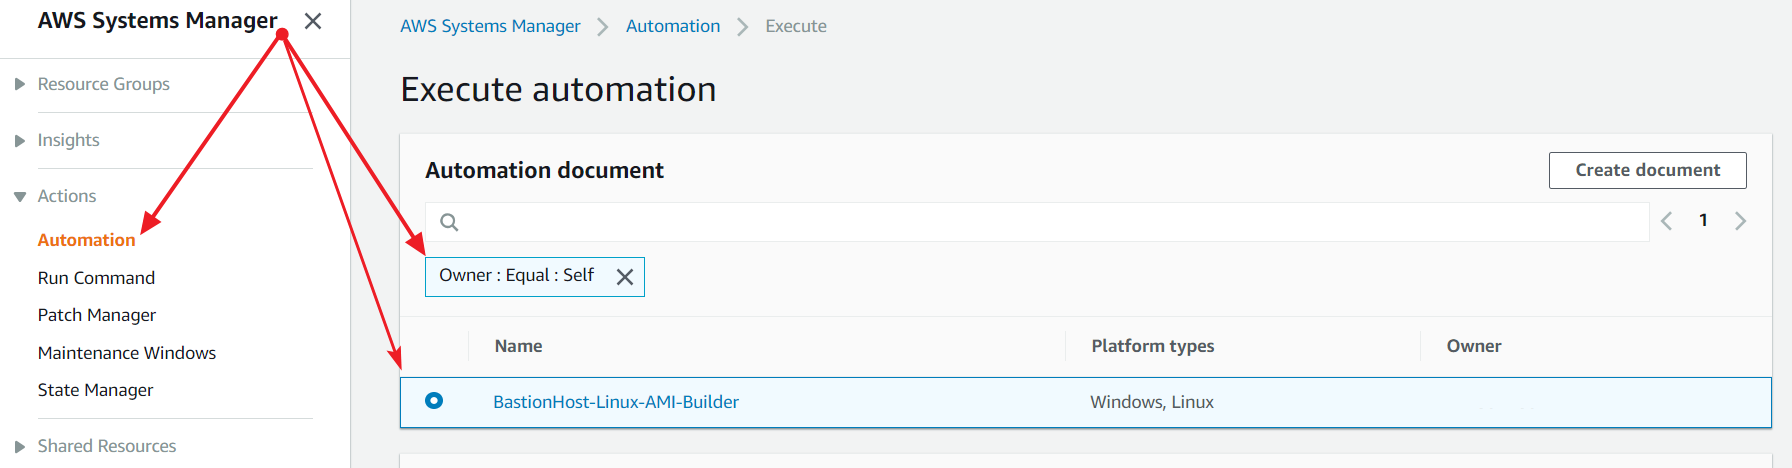 AWS Systems Manager
Resource Groups
Insights
Actions
Automation
Run Command
Patch Manager
Maintenance Windows
State Manager
Shared Resources
AWS Systems Manager Automation Execute
Execute automation
Automation document
Create document
1
Owner : Equal : Self
Name Platform types Owner
BastionHost-Linux-AMI-Builder Windows, Linux